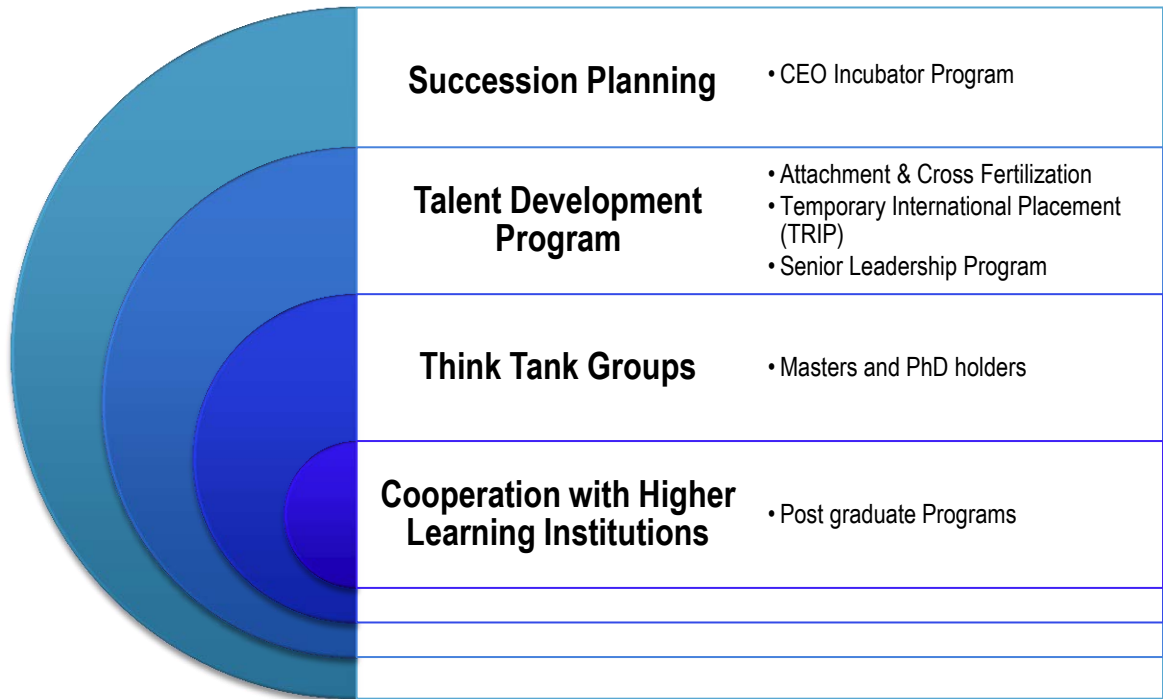 Succession Planning
• CEO Incubator Program
Talent Development
Program
• Attachment & Cross Fertilization
• Temporary International Placement
(TRIP)
• Senior Leadership Program
Think Tank Groups
• Masters and PhD holders
Cooperation with Higher
Learning Institutions
• Post graduate Programs